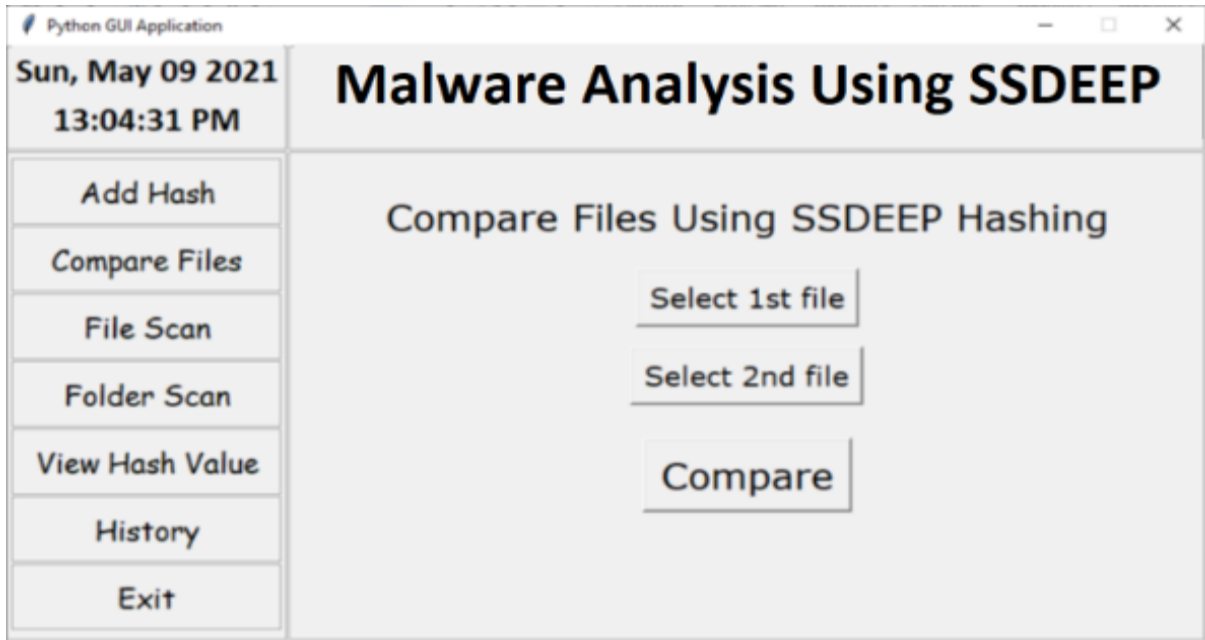 Python GUI Application
Sun, May 09 2021
13:04:31 PM
Malware Analysis Using SSDEEP
Add Hash
Compare Files
File Scan
Folder Scan
View Hash Value
History
Exit
Compare Files Using SSDEEP Hashing
Select 1st file
Select 2nd file
Compare